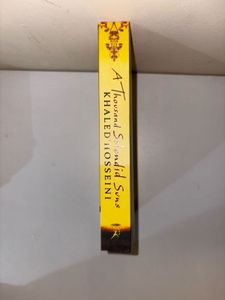 A Thousand Splendid Suns
KHALED HOSSEINI